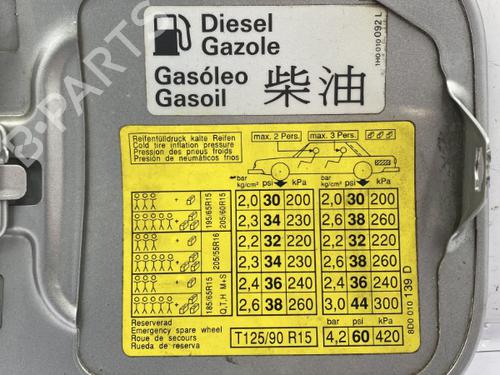 Diesel
Gazole
Gasóleo
Gasoil
柴油
1H0 010 092 L
Reifenfülldruck kalte Reifen
Cold tire inflation pressure
Pression des pneus froids
Presión de neumáticos fríos
max. 2 Pers. max. 3 Pers.
bar psi kPa bar psi kPa
kg/cm² kg/cm²
195/65R15 205/60R15
2,0 30 200 2,0 30 200
2,3 34 230 2,6 38 260
205/55R16
2,2 32 220 2,2 32 220
2,3 34 230 2,6 38 260
185/65R15 Q,T,H M+S
2,4 36 240 2,4 36 240
2,6 38 260 3,0 44 300
Reserverad
Emergency spare wheel
Roue de secours
Rueda de reserva
T125/90 R15
bar psi kPa
kg/cm²
4,2 60 420
8D0 010 139 D
B-PARTS